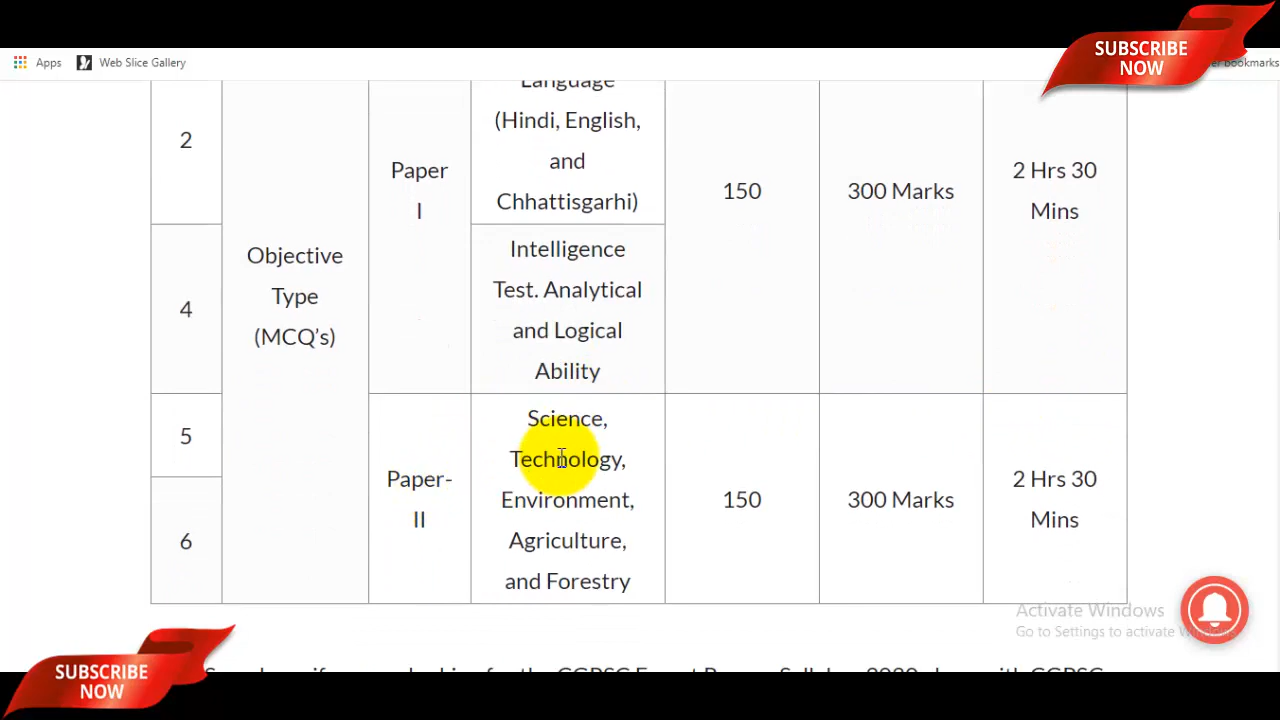 SUBSCRIBE
NOW
Apps
Web Slice Gallery
bookmarks
Language
2
(Hindi, English,
and
Chhattisgarhi)
Paper
I
150
300 Marks
2 Hrs 30
Mins
Objective
Type
(MCQ's)
4
Intelligence
Test. Analytical
and Logical
Ability
5
6
Paper-
II
Science,
Technology,
Environment,
Agriculture,
and Forestry
150
300 Marks
2 Hrs 30
Mins
Activate Windows
Go to Settings to activate
SUBSCRIBE
NOW